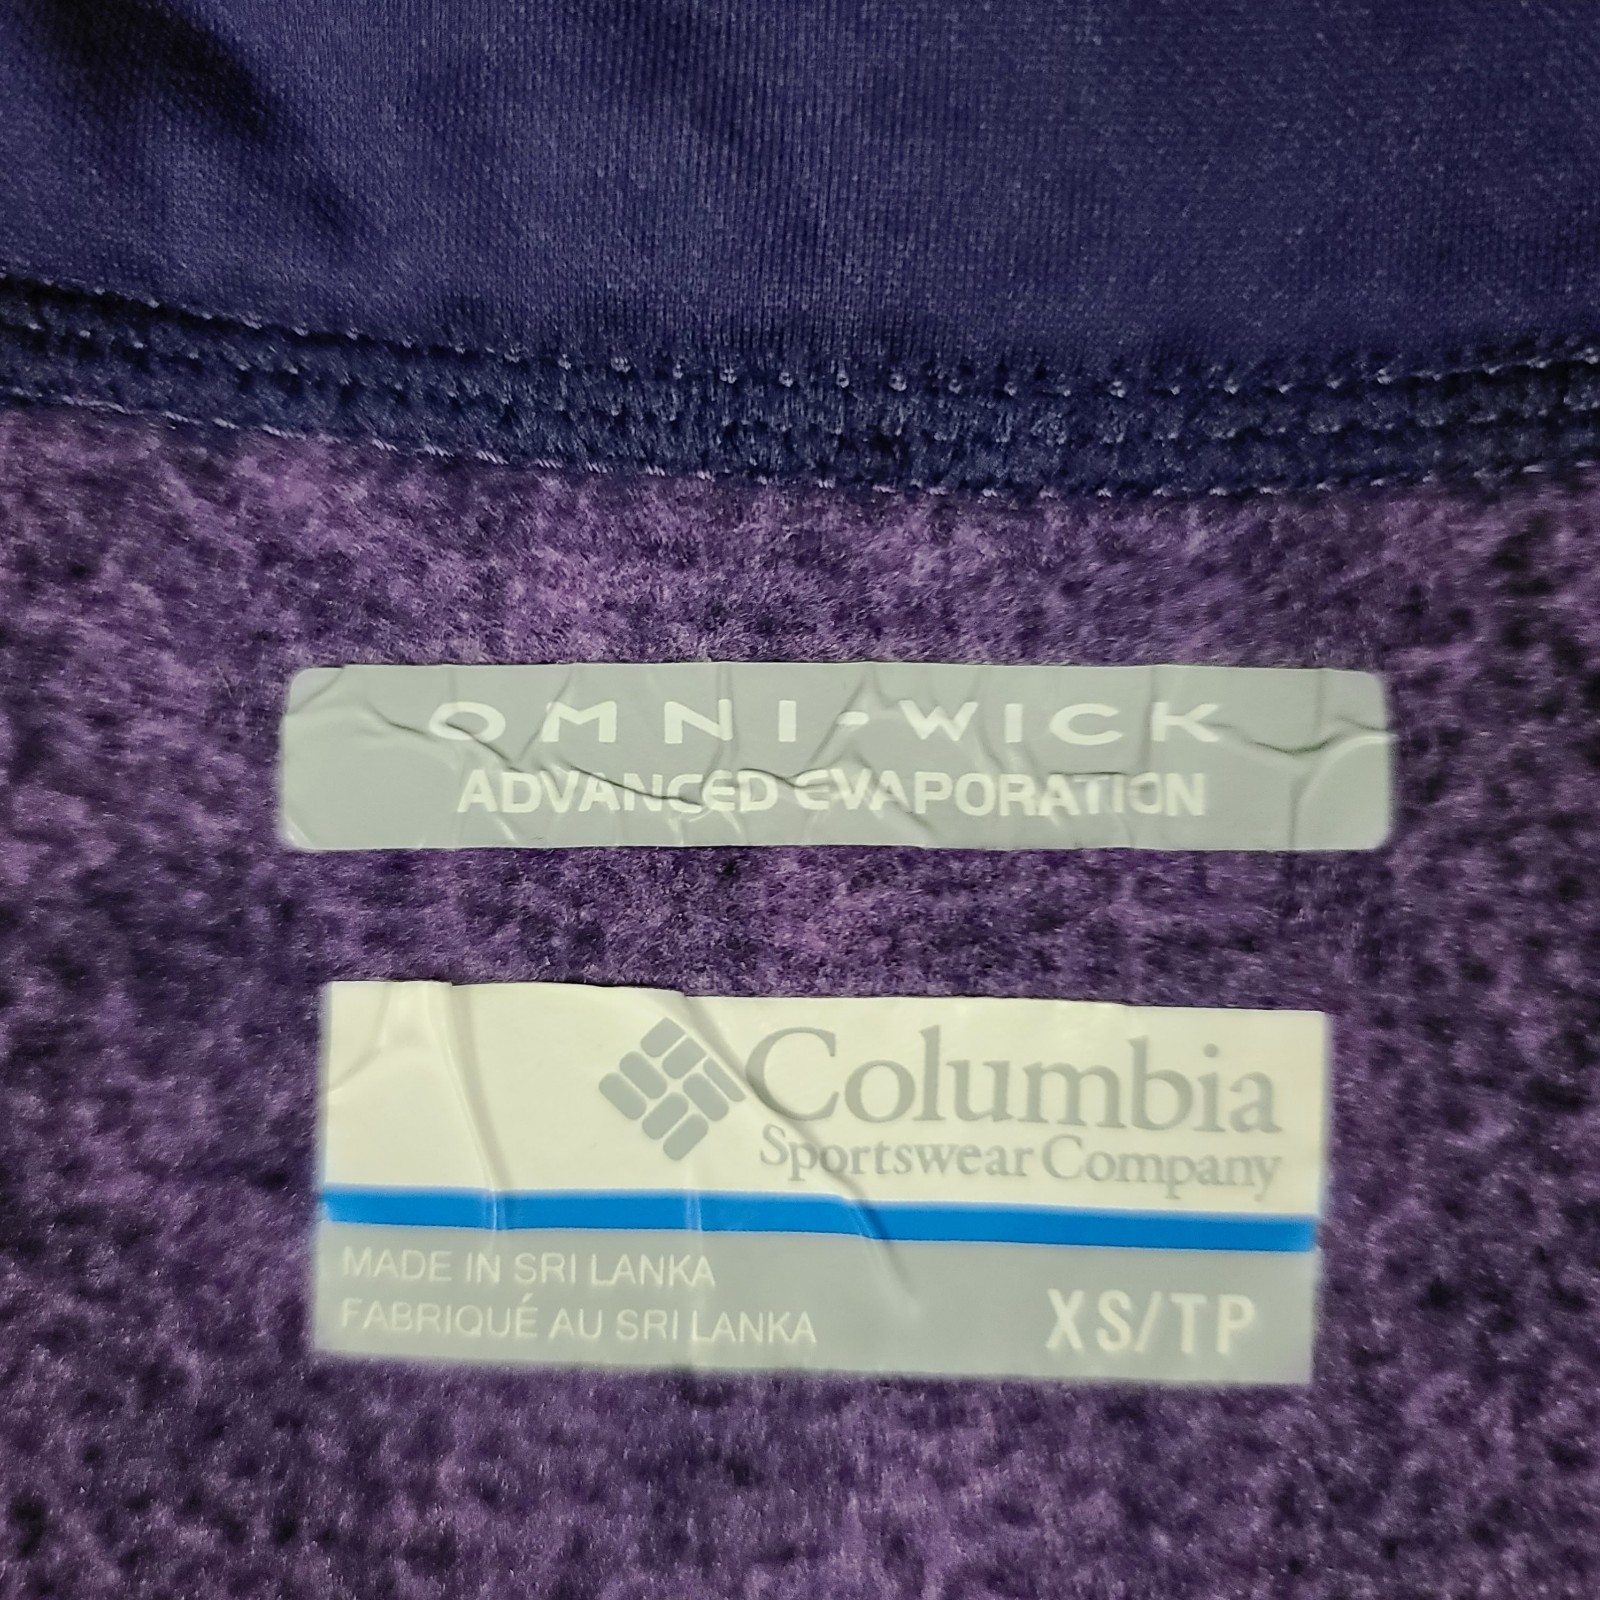 OMNI-WICK
ADVANCED EVAPORATION
Columbia
Sportswear Company
MADE IN SRI LANKA
FABRIQUÉ AU SRI LANKA
XS/TP